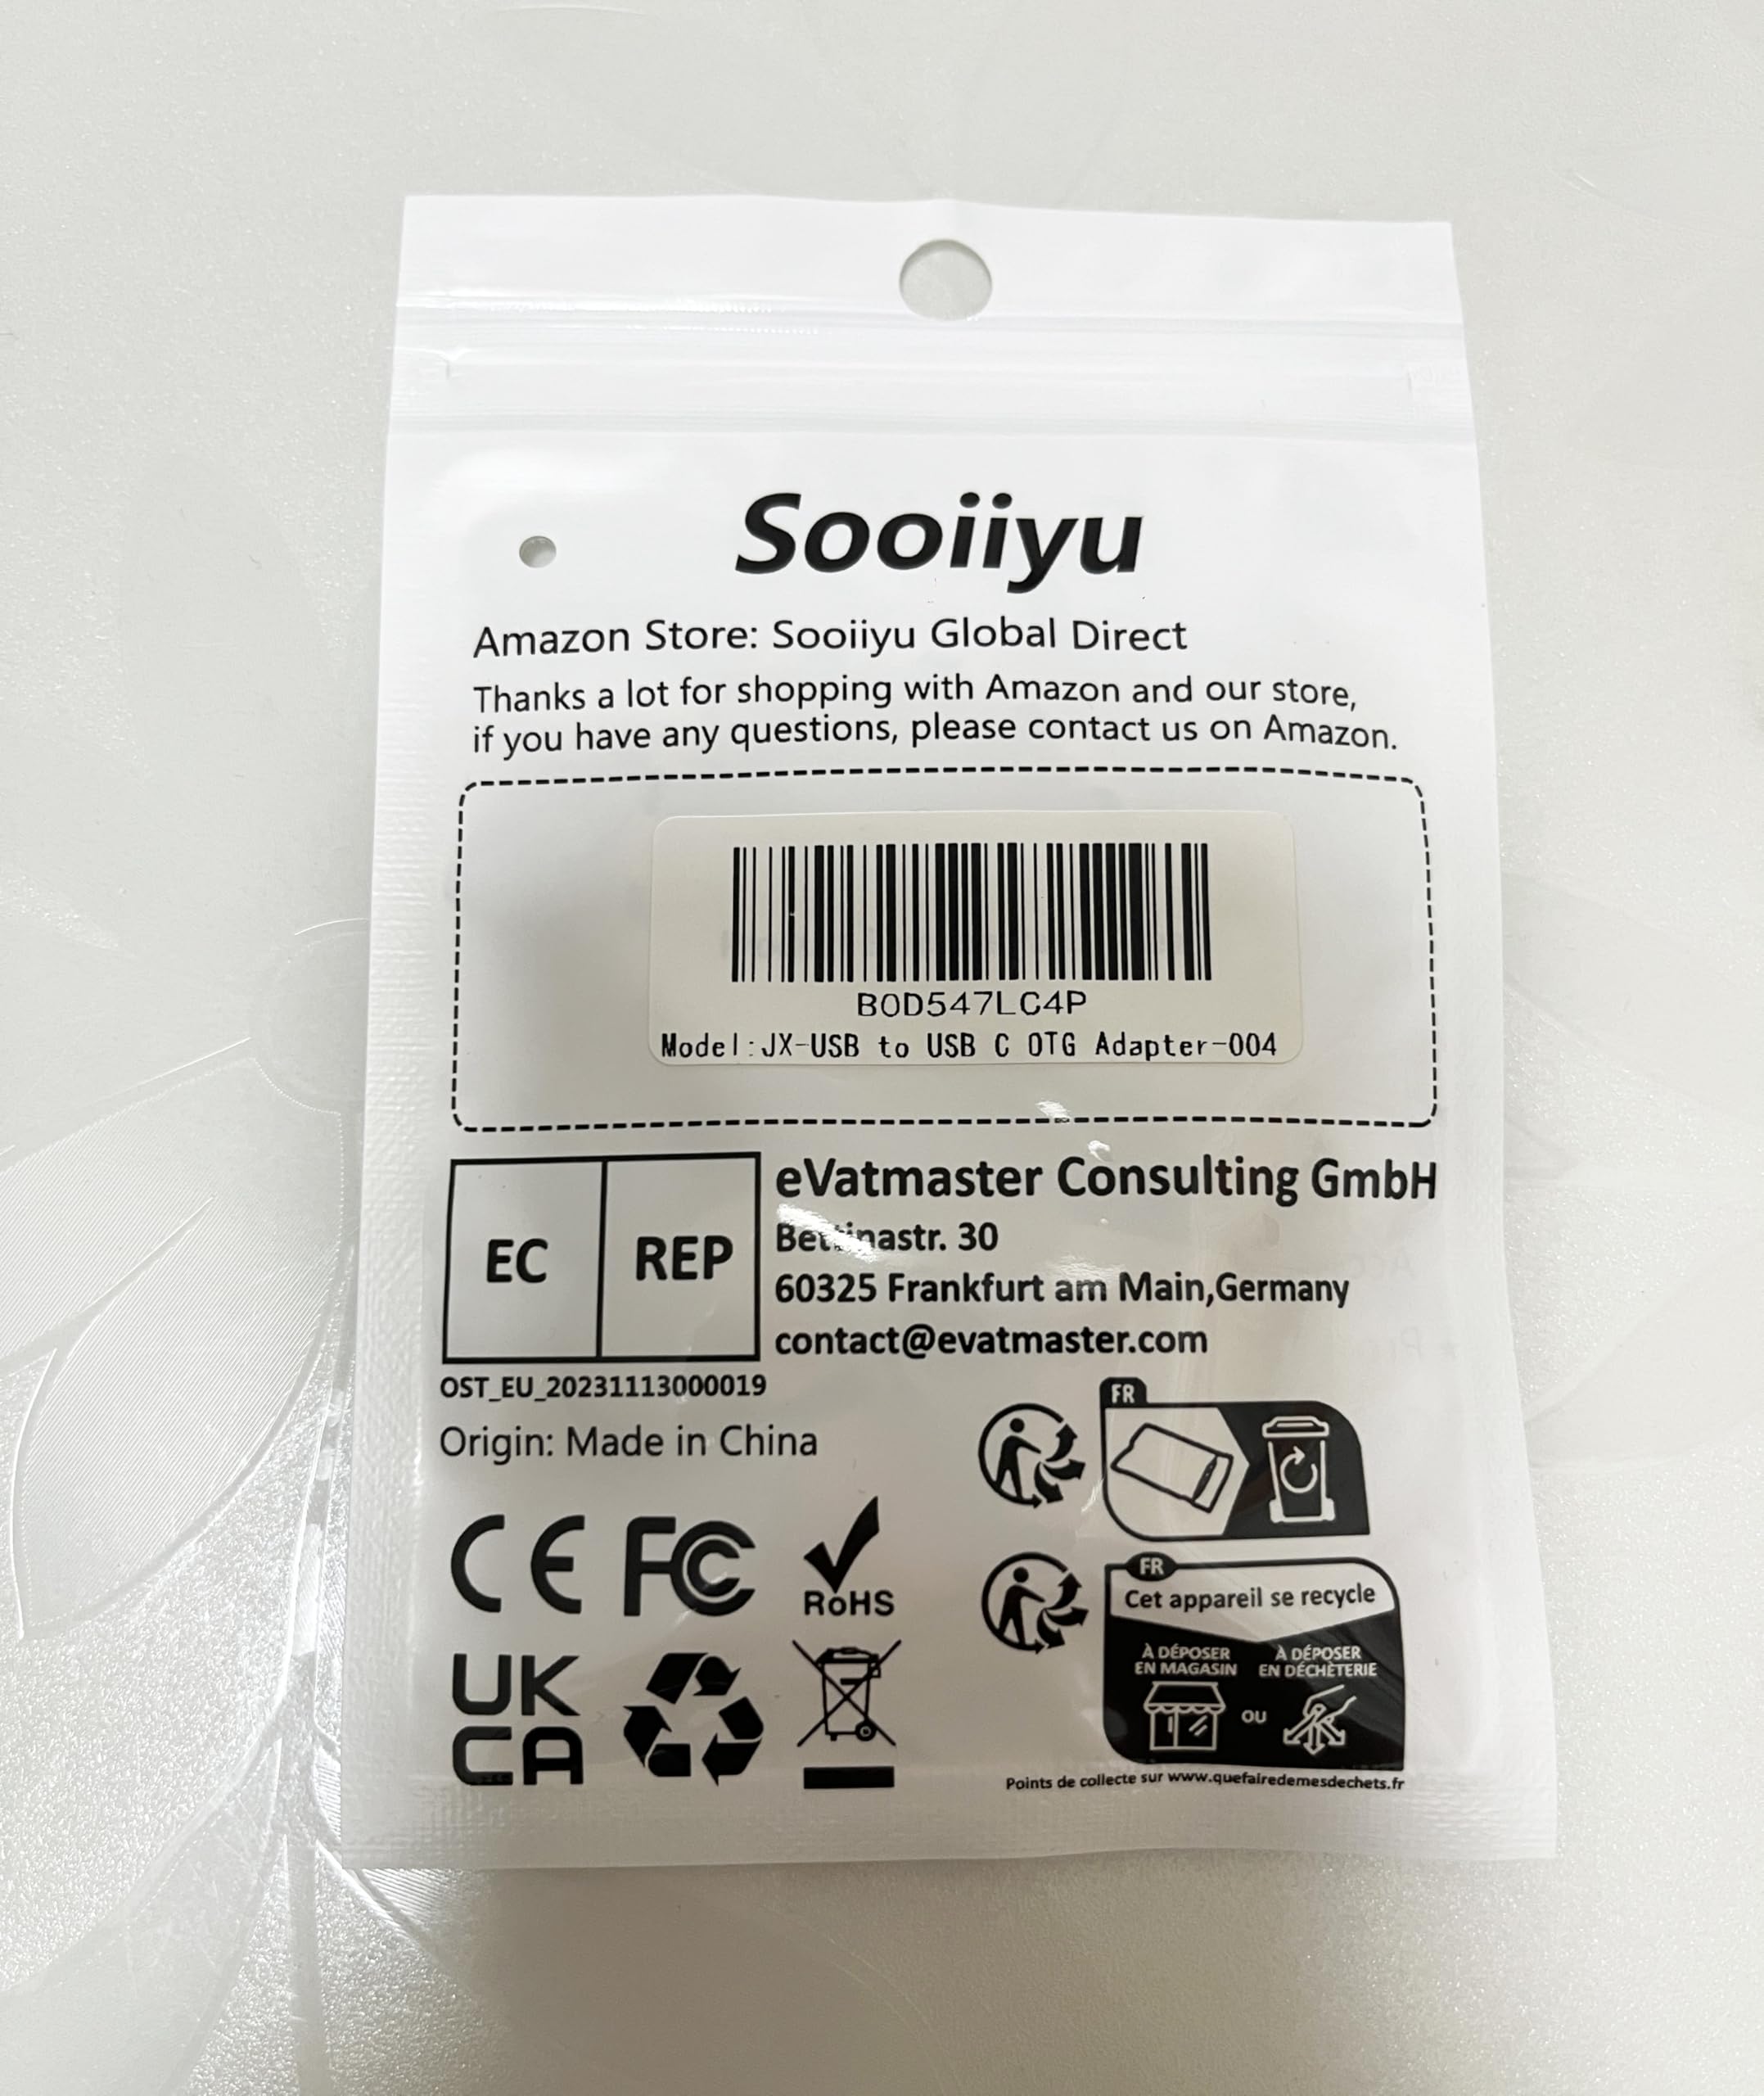 Sooiiyu
Amazon Store: Sooiiyu Global Direct
Thanks a lot for shopping with Amazon and our store,
if you have any questions, please contact us on Amazon.
B0D547LC4P
Model:JX-USB to USB C OTG Adapter-004
EC REP
eVatmaster Consulting GmbH
Bettinastr. 30
60325 Frankfurt am Main,Germany
contact@evatmaster.com
OST_EU_20231113000019
Origin: Made in China
CE FC
RoHS
UK
CA
FR
FR
Cet appareil se recycle
À DÉPOSER
EN MAGASIN
OU
À DÉPOSER
EN DÉCHÈTERIE
Points de collecte sur www.quefairedemesdechets.fr